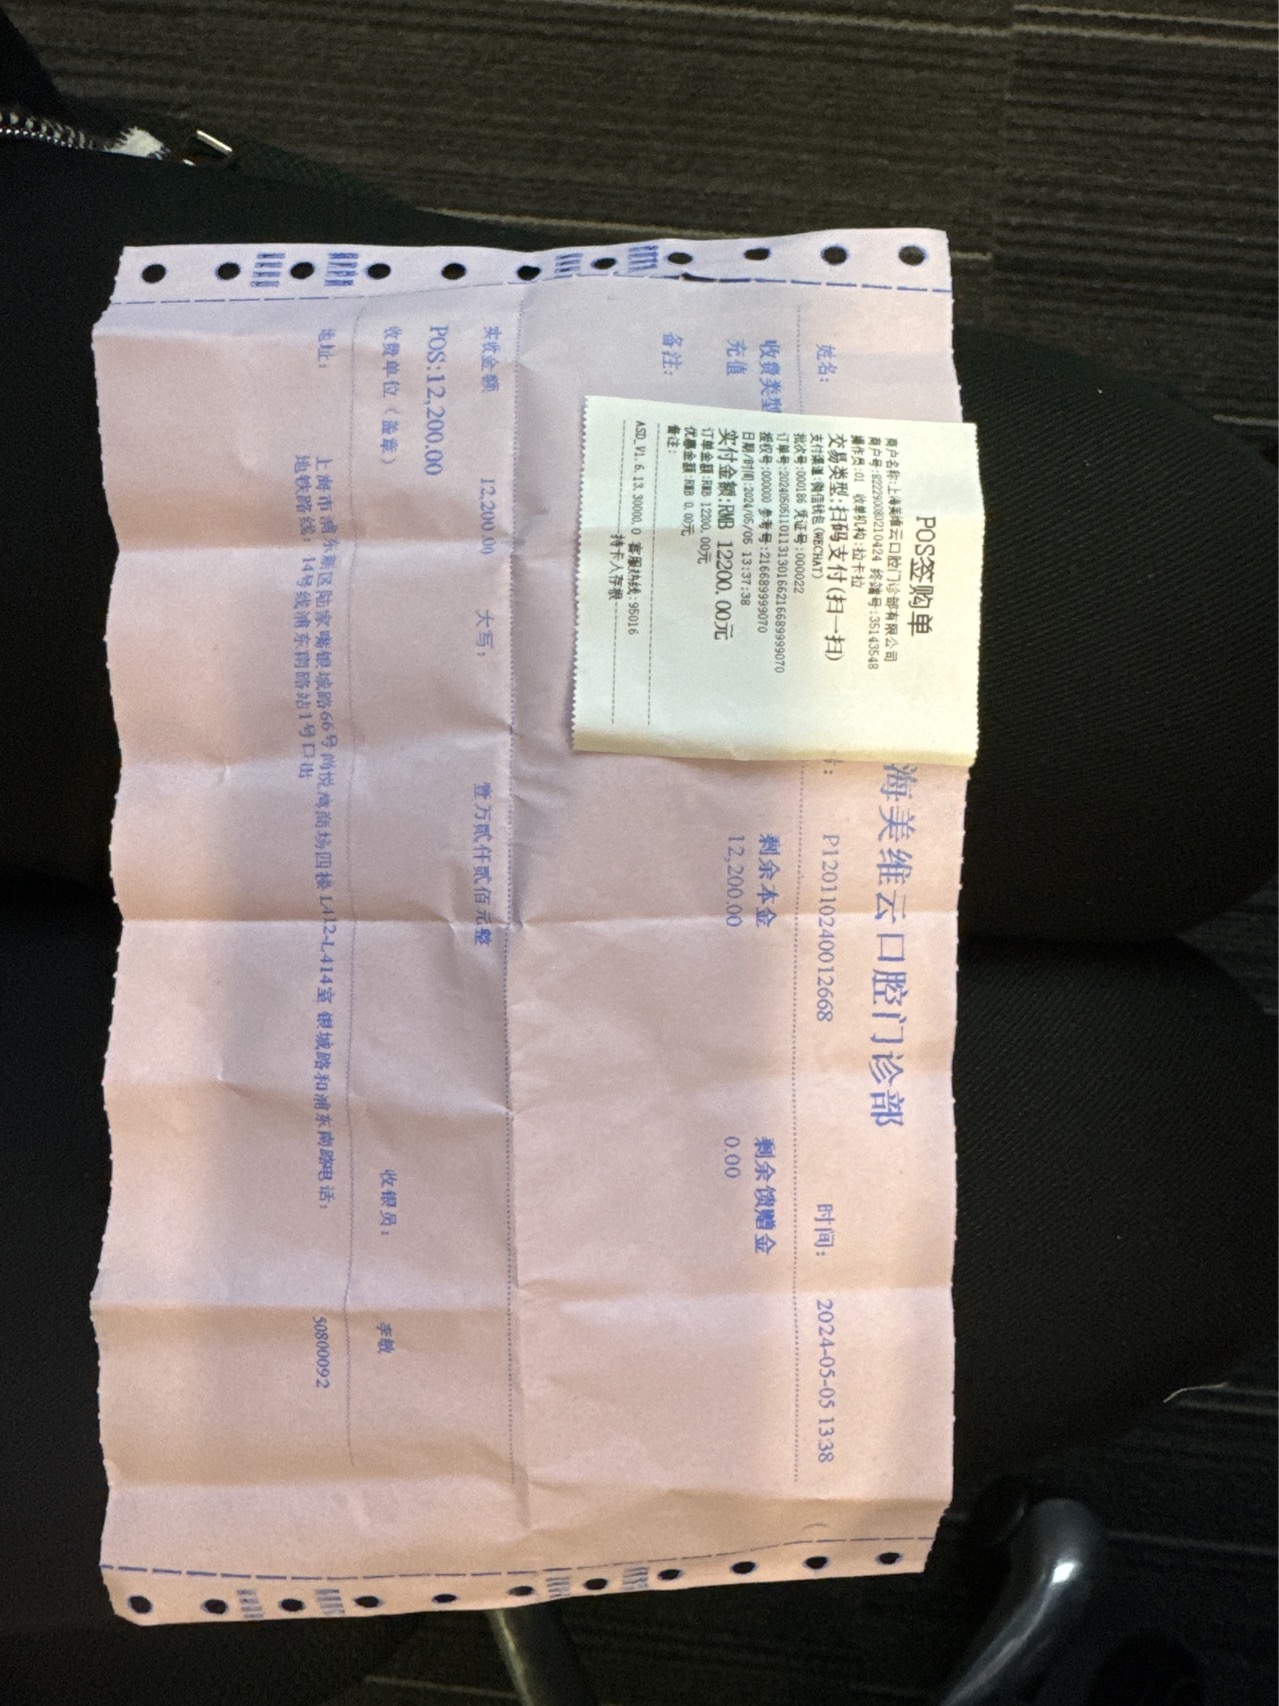 POS签购单
商户名称:上海美维云口腔门诊部有限公司
商户号:82229080210424 终端号:35143548
操作员:01 收单机构:拉卡拉
交易类型:扫码支付(扫一扫)
支付渠道:微信钱包(WECHAT)
批次号:000186 凭证号:000022
订单号:20240505110113130166216689999070
授权号:000000 参考号:216689999070
日期/时间:2024/05/05 13:37:38
实付金额:RMB 12200.00元
订单金额:RMB 12200.00元
优惠金额:RMB 0.00元
备注:
ASD_V1.6.13.30000.0 客服热线:95016
持卡人存根
海美维云口腔门诊部
姓名: 号: P12011024001 2668 时间: 2024-05-05 13:38
收费类型 剩余本金 剩余馈赠金
充值 12,200.00 0.00
备注:
实收金额 12,200.00 大写: 壹万贰仟贰佰元整
POS:12,200.00
收费单位(盖章) 收银员: 李敏
地址: 上海市浦东新区陆家嘴银城路66号尚悦湾商场四楼 L412-L414室 银城路和浦东南路电话: 50800092
地铁路线: 14号线浦东南路站1号口出